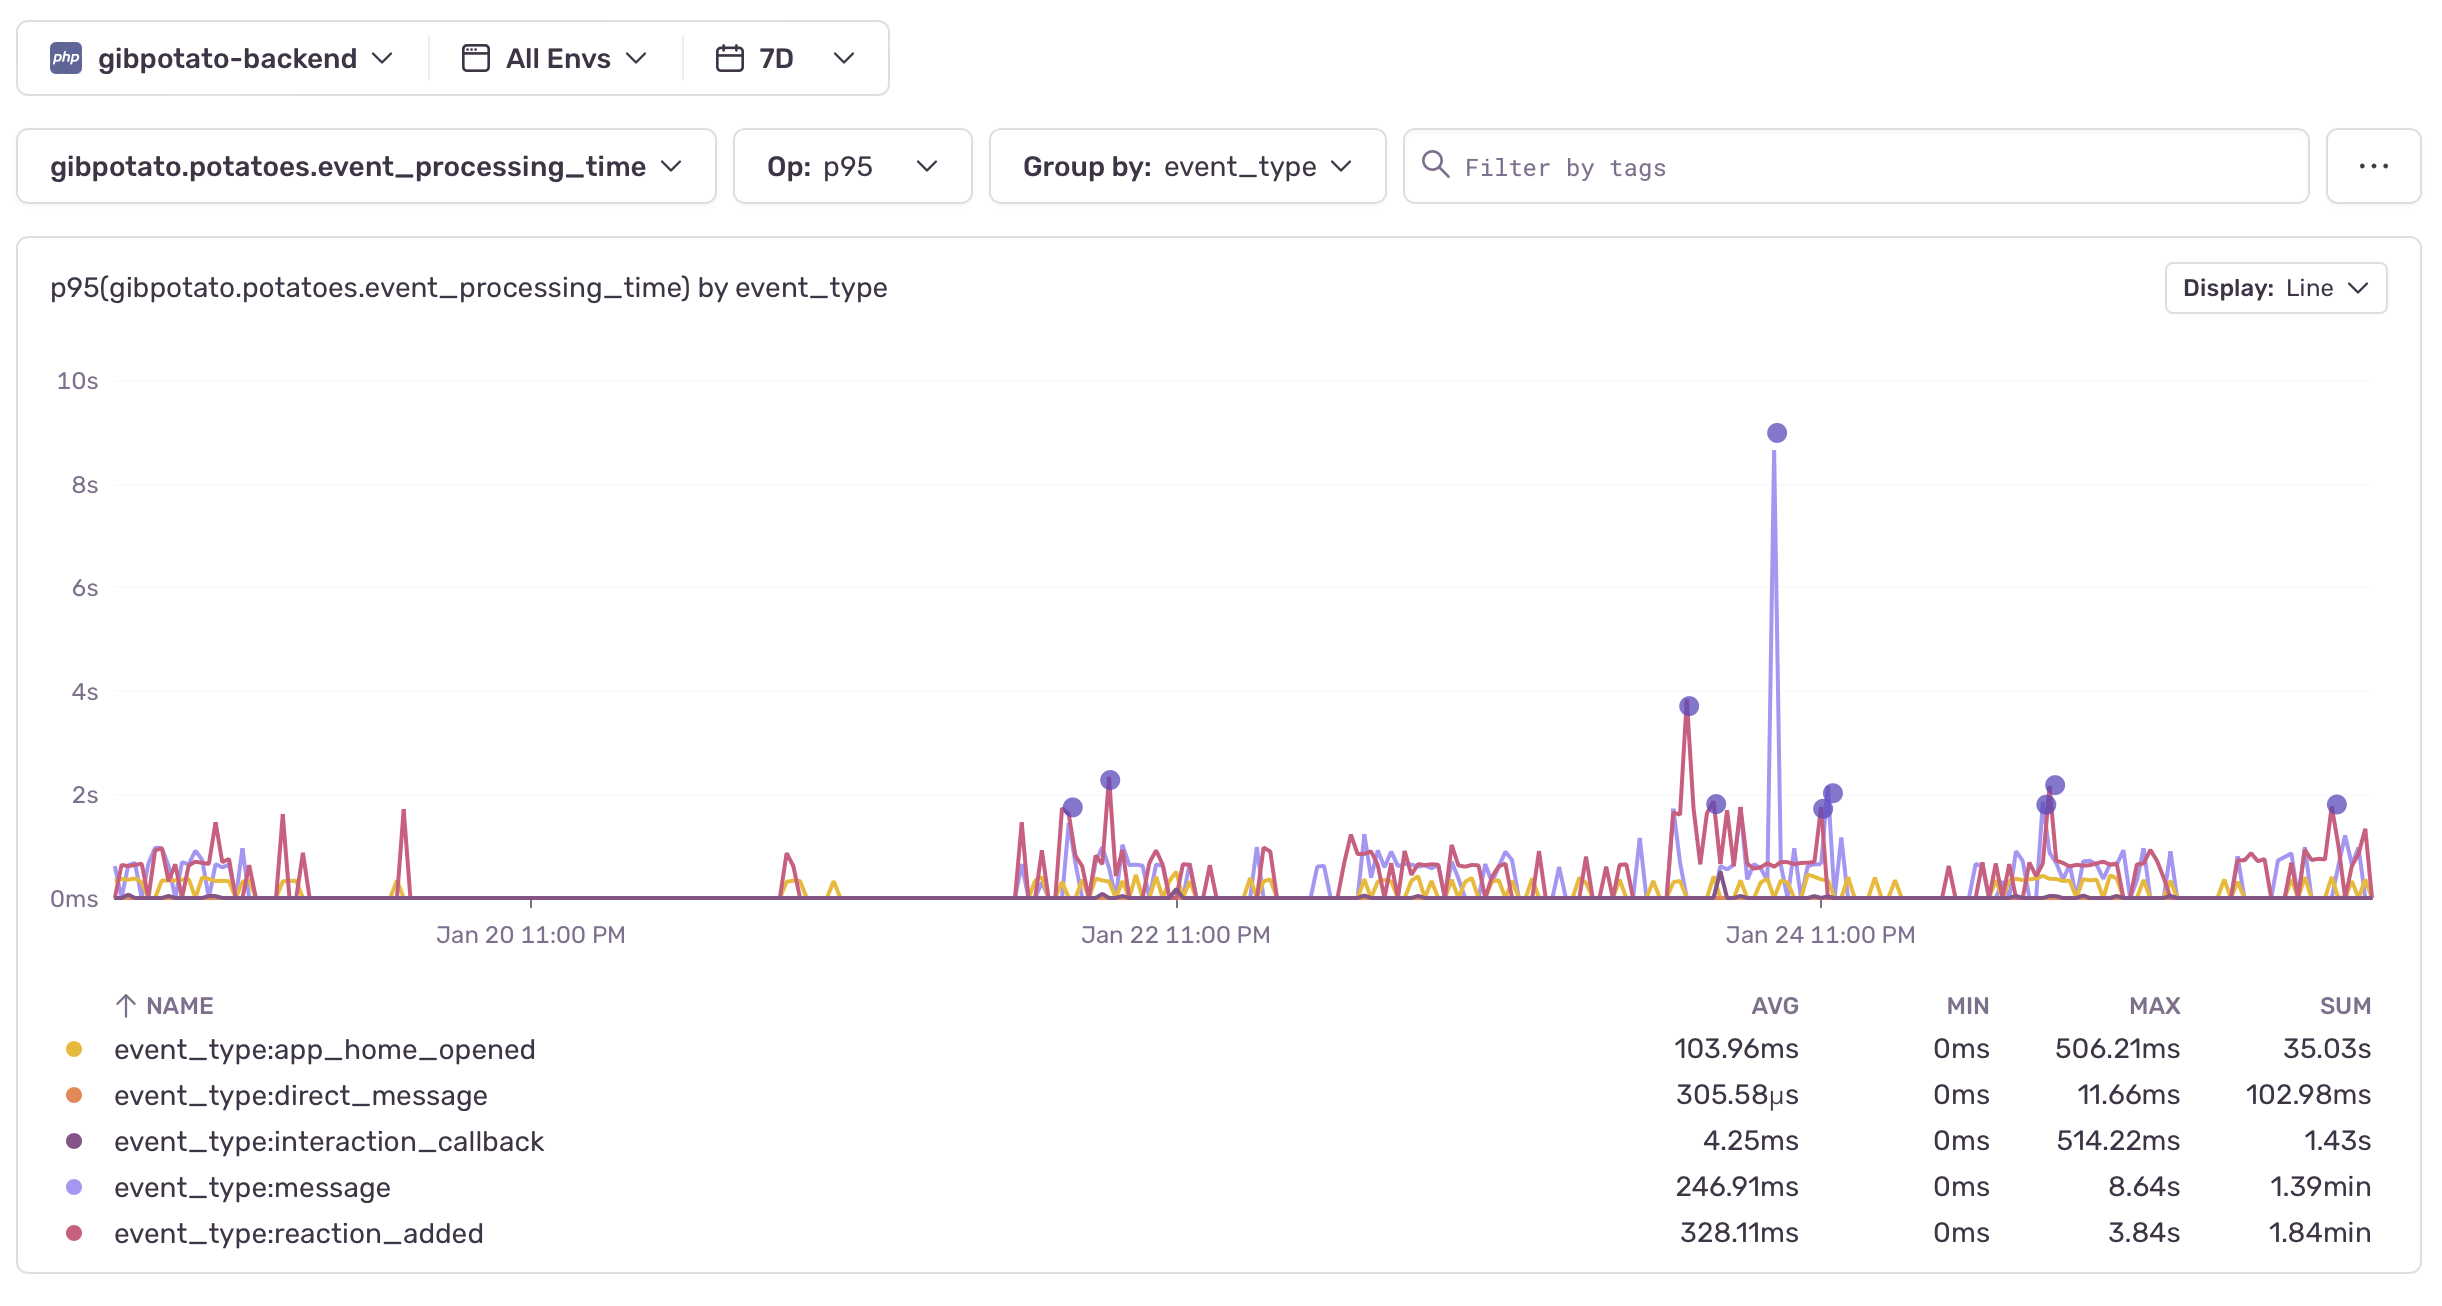 php gibpotato-backend All Envs 7D
gibpotato.potatoes.event_processing_time Op: p95 Group by: event_type Filter by tags ...
p95(gibpotato.potatoes.event_processing_time) by event_type Display: Line
10s
8s
6s
4s
2s
0ms
Jan 20 11:00 PM Jan 22 11:00 PM Jan 24 11:00 PM
NAME AVG MIN MAX SUM
event_type:app_home_opened 103.96ms 0ms 506.21ms 35.03s
event_type:direct_message 305.58µs 0ms 11.66ms 102.98ms
event_type:interaction_callback 4.25ms 0ms 514.22ms 1.43s
event_type:message 246.91ms 0ms 8.64s 1.39min
event_type:reaction_added 328.11ms 0ms 3.84s 1.84min